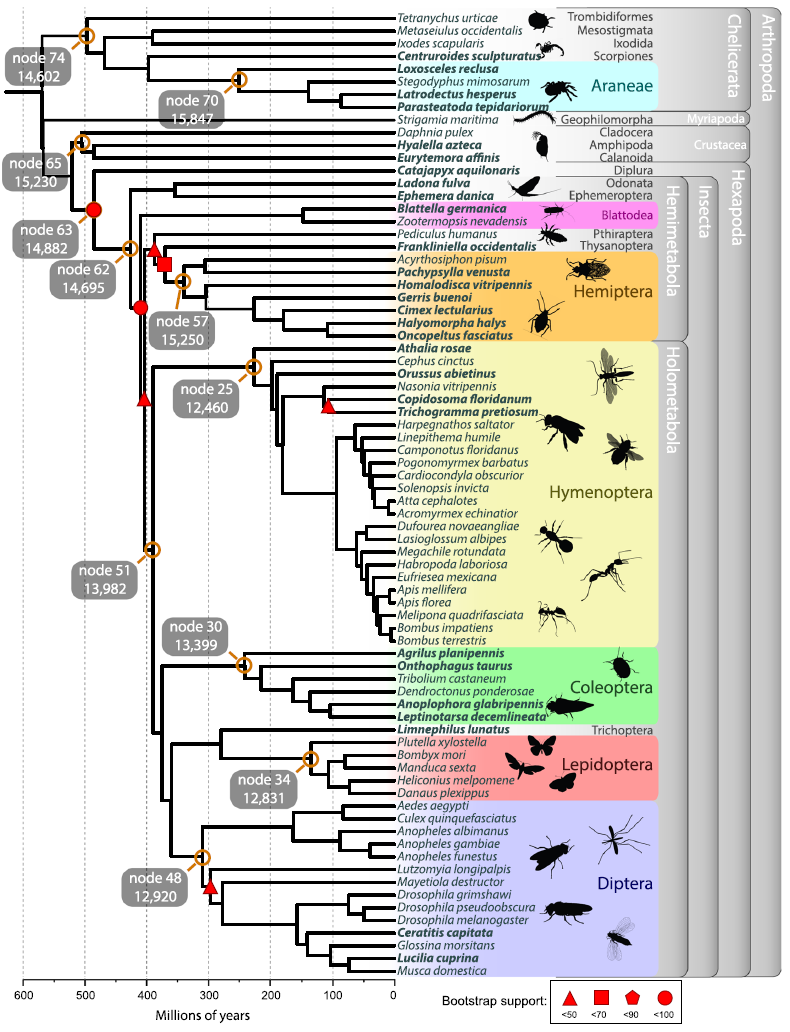 Tetranychus urticae Trombidiformes
Metaseiulus occidentalis Mesostigmata
Ixodes scapularis Ixodida
Centruroides sculpturatus Scorpiones
Loxosceles reclusa
Stegodyphus mimosarum Araneae
Latrodectus hesperus
Parasteatoda tepidariorum
Strigamia maritima Geophilomorpha Myriapoda
Daphnia pulex Cladocera
Hyalella azteca Amphipoda Crustacea
Eurytemora affinis Calanoida
Catajapyx aquilonaris Diplura
Ladona fulva Odonata
Ephemera danica Ephemeroptera
Blattella germanica Blattodea
Zootermopsis nevadensis
Pediculus humanus Pthiraptera
Frankliniella occidentalis Thysanoptera
Acyrthosiphon pisum
Pachypsylla venusta
Homalodisca vitripennis Hemiptera
Gerris buenoi
Cimex lectularius
Halyomorpha halys
Oncopeltus fasciatus
Athalia rosae
Cephus cinctus
Orussus abietinus
Nasonia vitripennis
Copidosoma floridanum
Trichogramma pretiosum
Harpegnathos saltator
Linepithema humile
Camponotus floridanus
Pogonomyrmex barbatus
Cardiocondyla obscurior
Solenopsis invicta Hymenoptera
Atta cephalotes
Acromyrmex echinatior
Dufourea novaeangliae
Lasioglossum albipes
Megachile rotundata
Habropoda laboriosa
Eufriesea mexicana
Apis mellifera
Apis florea
Melipona quadrifasciata
Bombus impatiens
Bombus terrestris
Agrilus planipennis
Onthophagus taurus
Tribolium castaneum
Dendroctonus ponderosae Coleoptera
Anoplophora glabripennis
Leptinotarsa decemlineata
Limnephilus lunatus Trichoptera
Plutella xylostella
Bombyx mori
Manduca sexta Lepidoptera
Heliconius melpomene
Danaus plexippus
Aedes aegypti
Culex quinquefasciatus
Anopheles albimanus
Anopheles gambiae
Anopheles funestus
Lutzomyia longipalpis
Mayetiola destructor Diptera
Drosophila grimshawi
Drosophila pseudoobscura
Drosophila melanogaster
Ceratitis capitata
Glossina morsitans
Lucilia cuprina
Musca domestica
Chelicerata
Arthropoda
Hexapoda
Insecta
Hemimetabola
Holometabola
node 74
14,602
node 70
15,847
node 65
15,230
node 63
14,882
node 62
14,695
node 57
15,250
node 25
12,460
node 51
13,982
node 30
13,399
node 34
12,831
node 48
12,920
600 500 400 300 200 100 0
Millions of years
Bootstrap support:
<50 <70 <90 <100